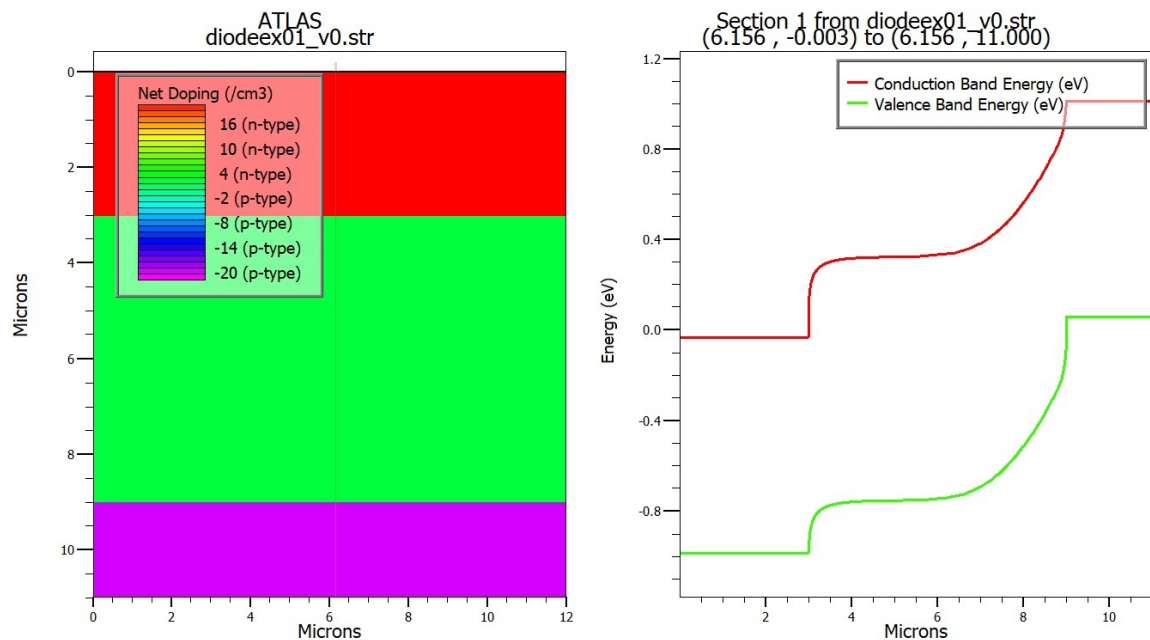 ATLAS
diodeex01_v0.str
Net Doping (/cm3)
16 (n-type)
10 (n-type)
4 (n-type)
-2 (p-type)
-8 (p-type)
-14 (p-type)
-20 (p-type)
0
2
4
6
8
10
Microns
0
2
4
6
8
10
12
Microns
Section 1 from diodeex01_v0.str
(6.156 , -0.003) to (6.156 , 11.000)
Conduction Band Energy (eV)
Valence Band Energy (eV)
1.2
0.8
0.4
0.0
-0.4
-0.8
Energy (eV)
2
4
6
8
10
Microns